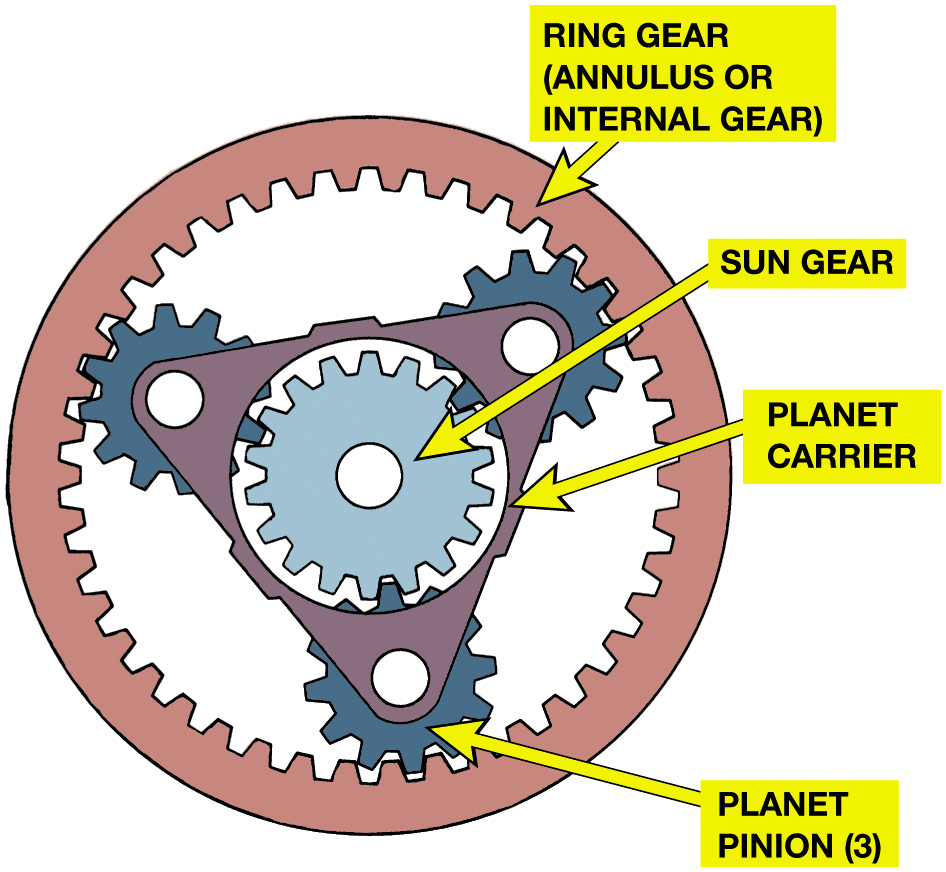 RING GEAR
(ANNULUS OR
INTERNAL GEAR)
SUN GEAR
PLANET
CARRIER
PLANET
PINION (3)